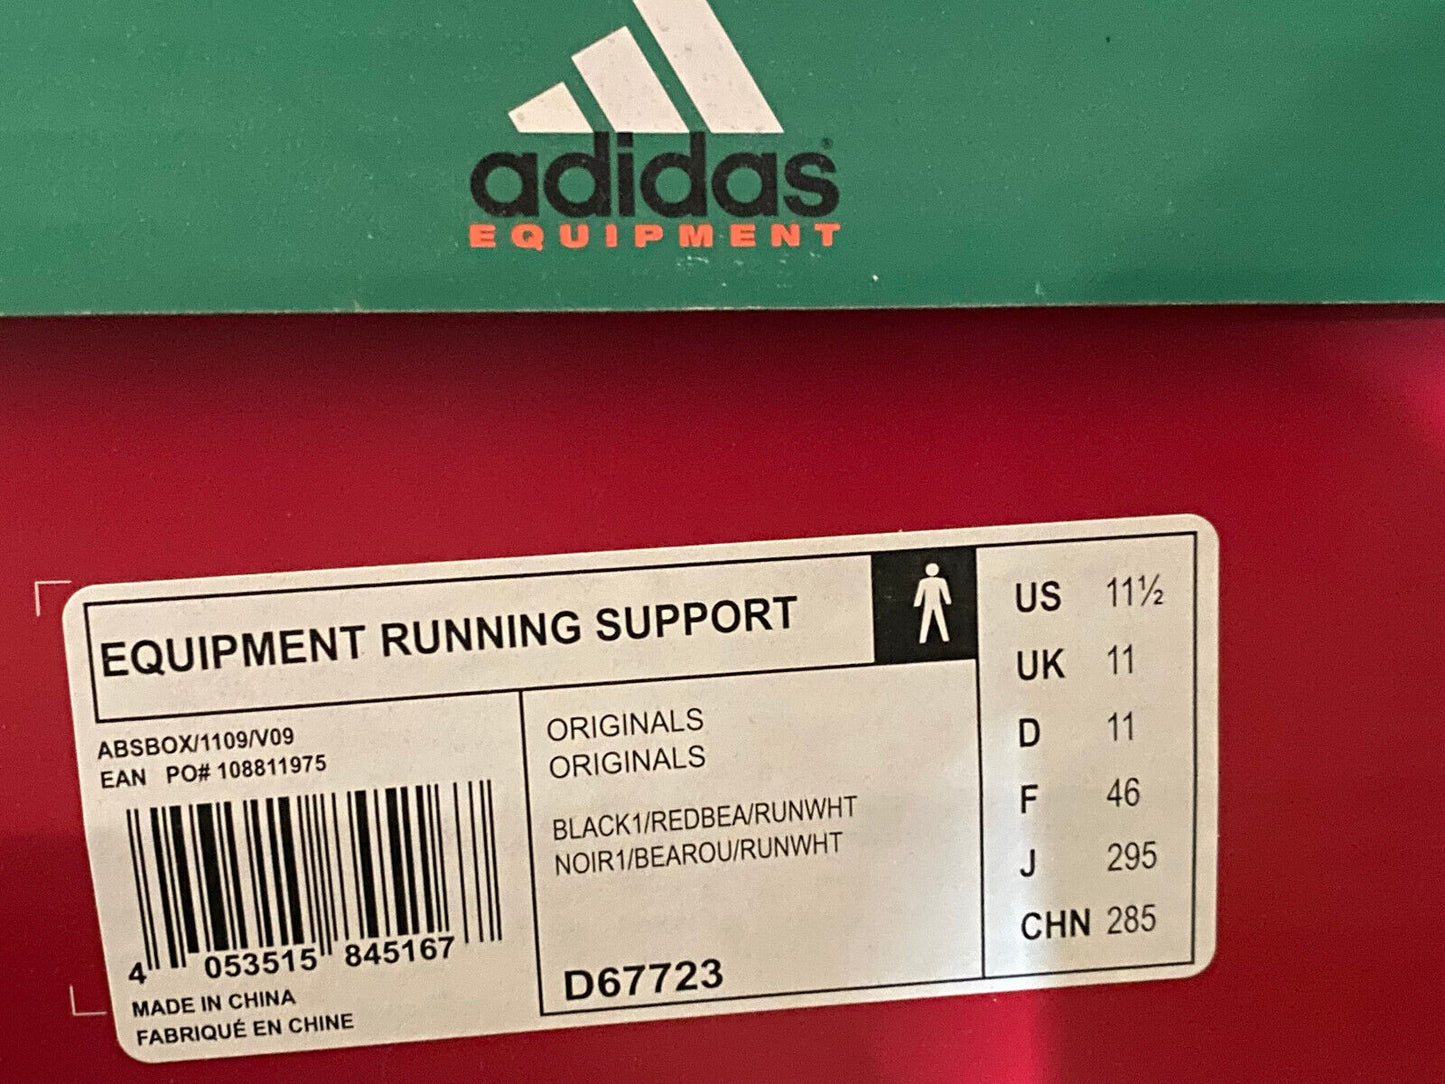 adidas®
EQUIPMENT
EQUIPMENT RUNNING SUPPORT
ABSBOX/1109/V09
EAN PO# 108811975
4 053515 845167
MADE IN CHINA
FABRIQUÉ EN CHINE
ORIGINALS
ORIGINALS
BLACK1/REDBEA/RUNWHT
NOIR1/BEAROU/RUNWHT
D67723
US 11½
UK 11
D 11
F 46
J 295
CHN 285